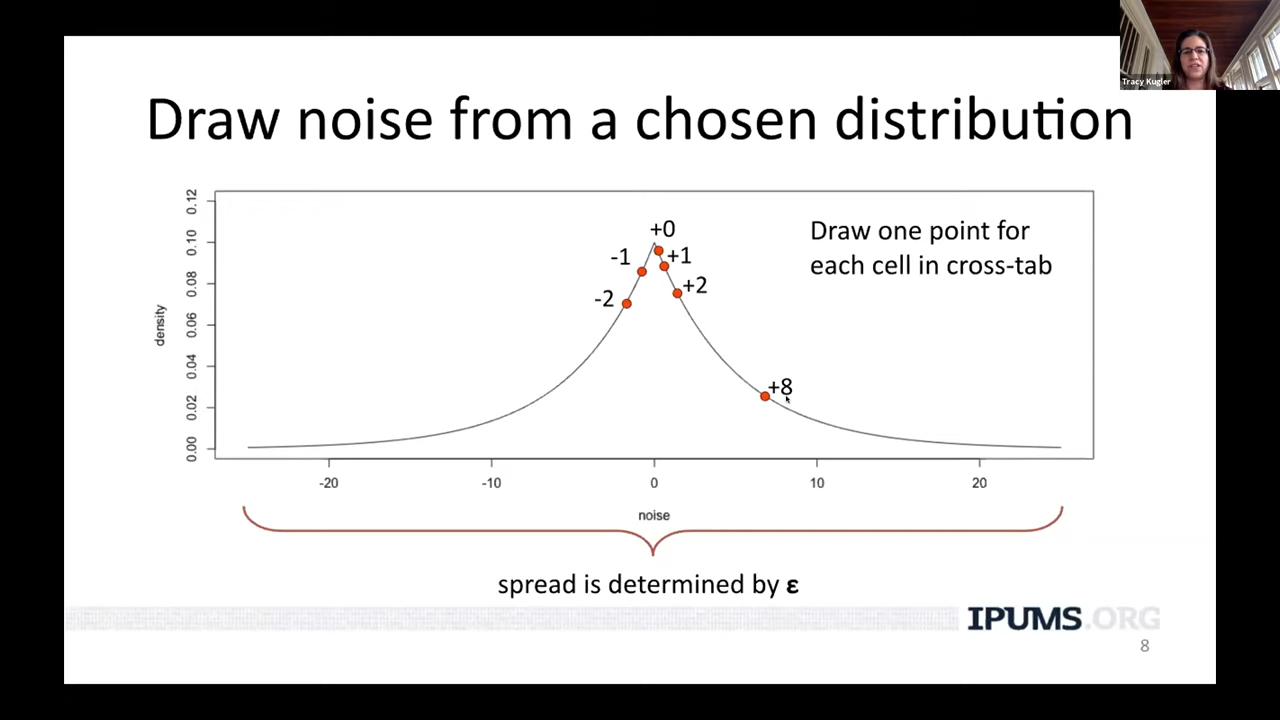 Tracy Kugler
Draw noise from a chosen distribution
0.12
0.10
0.08
0.06
0.04
0.02
0.00
density
+0
-1
+1
-2
+2
+8
Draw one point for
each cell in cross-tab
-20
-10
0
10
20
noise
spread is determined by ε
IPUMS.ORG
8